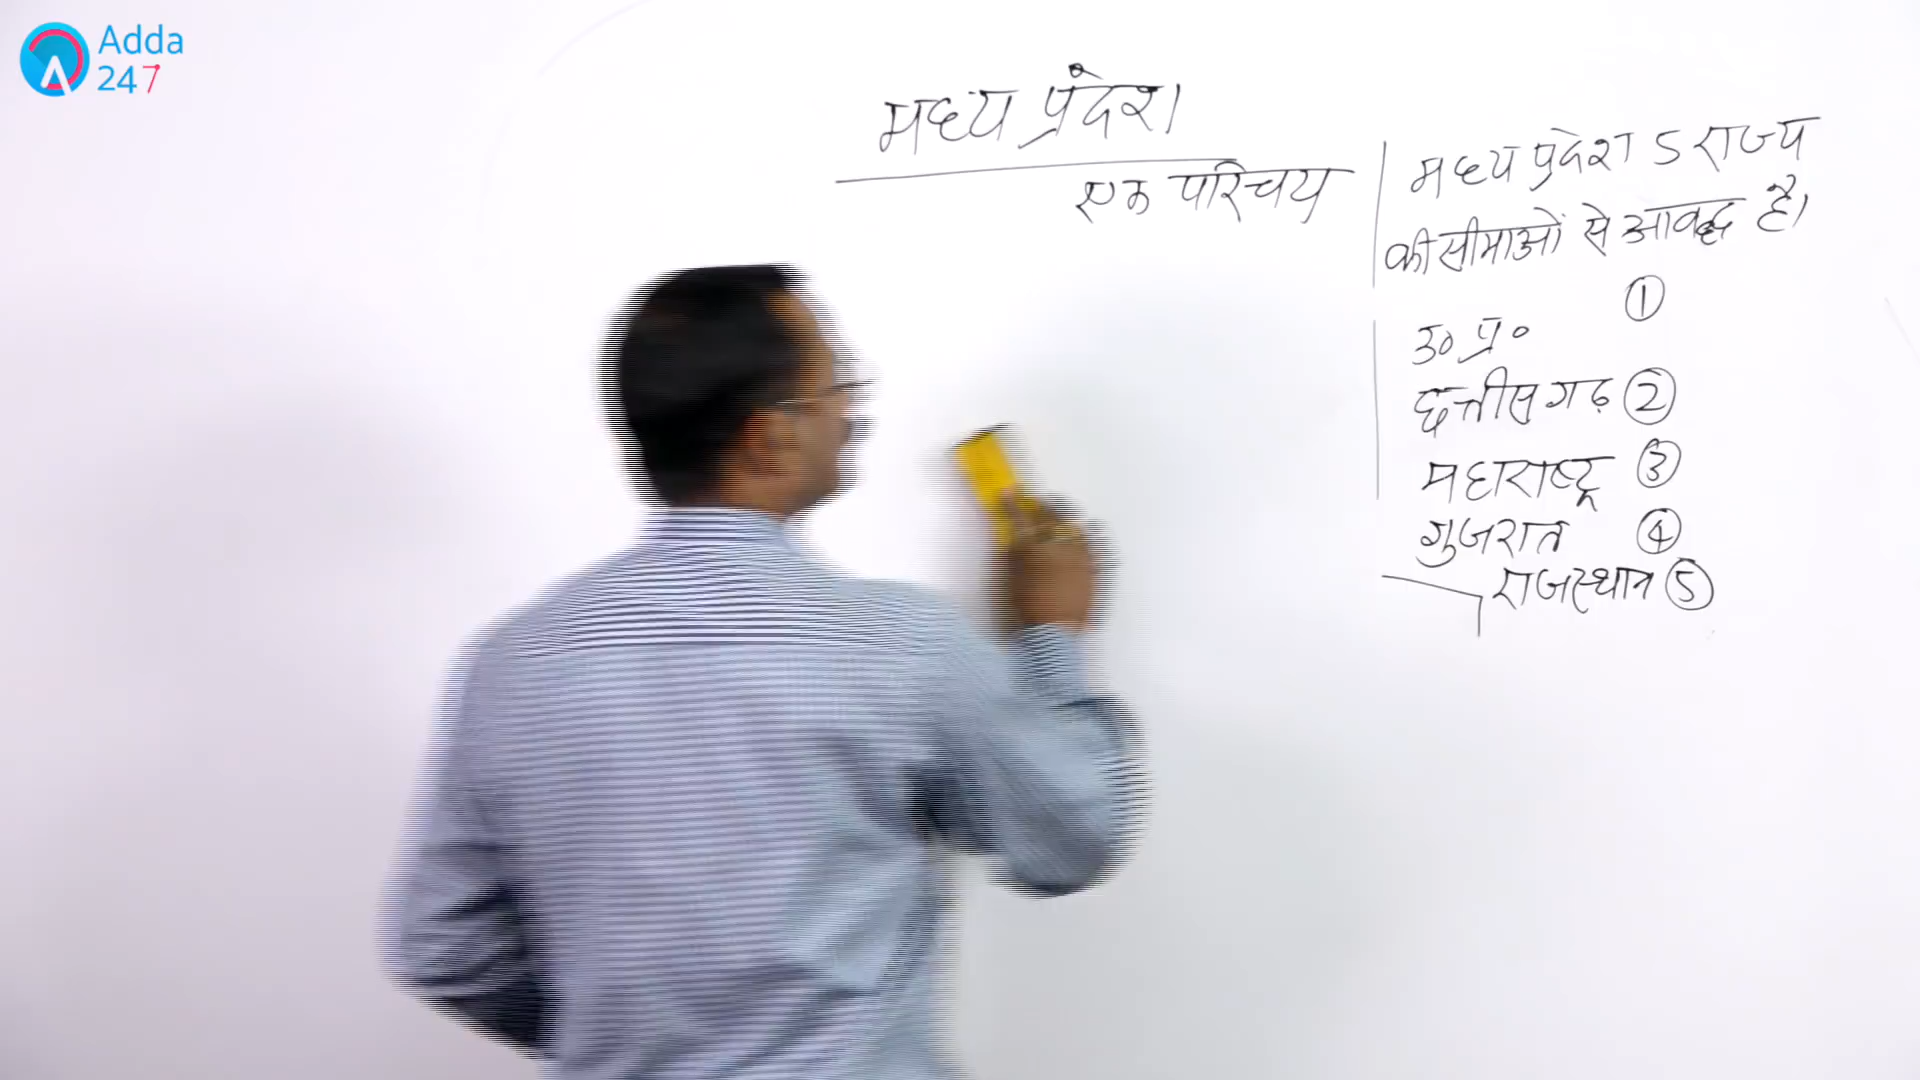 Adda
247
मध्य प्रदेश
एक परिचय
मध्य प्रदेश 5 राज्य
की सीमाओं से आवद्ध है।
①
उ० प्र०
छत्तीसगढ़ ②
महाराष्ट्र ③
गुजरात ④
राजस्थान ⑤